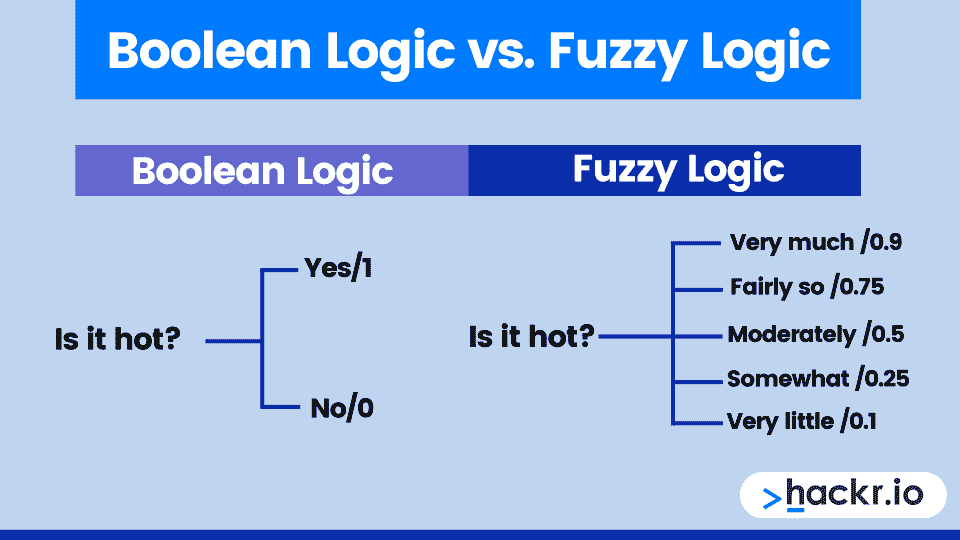 Boolean Logic vs. Fuzzy Logic
Boolean Logic
Fuzzy Logic
Is it hot?
Yes/1
No/0
Is it hot?
Very much /0.9
Fairly so /0.75
Moderately /0.5
Somewhat /0.25
Very little /0.1
>hackr.io